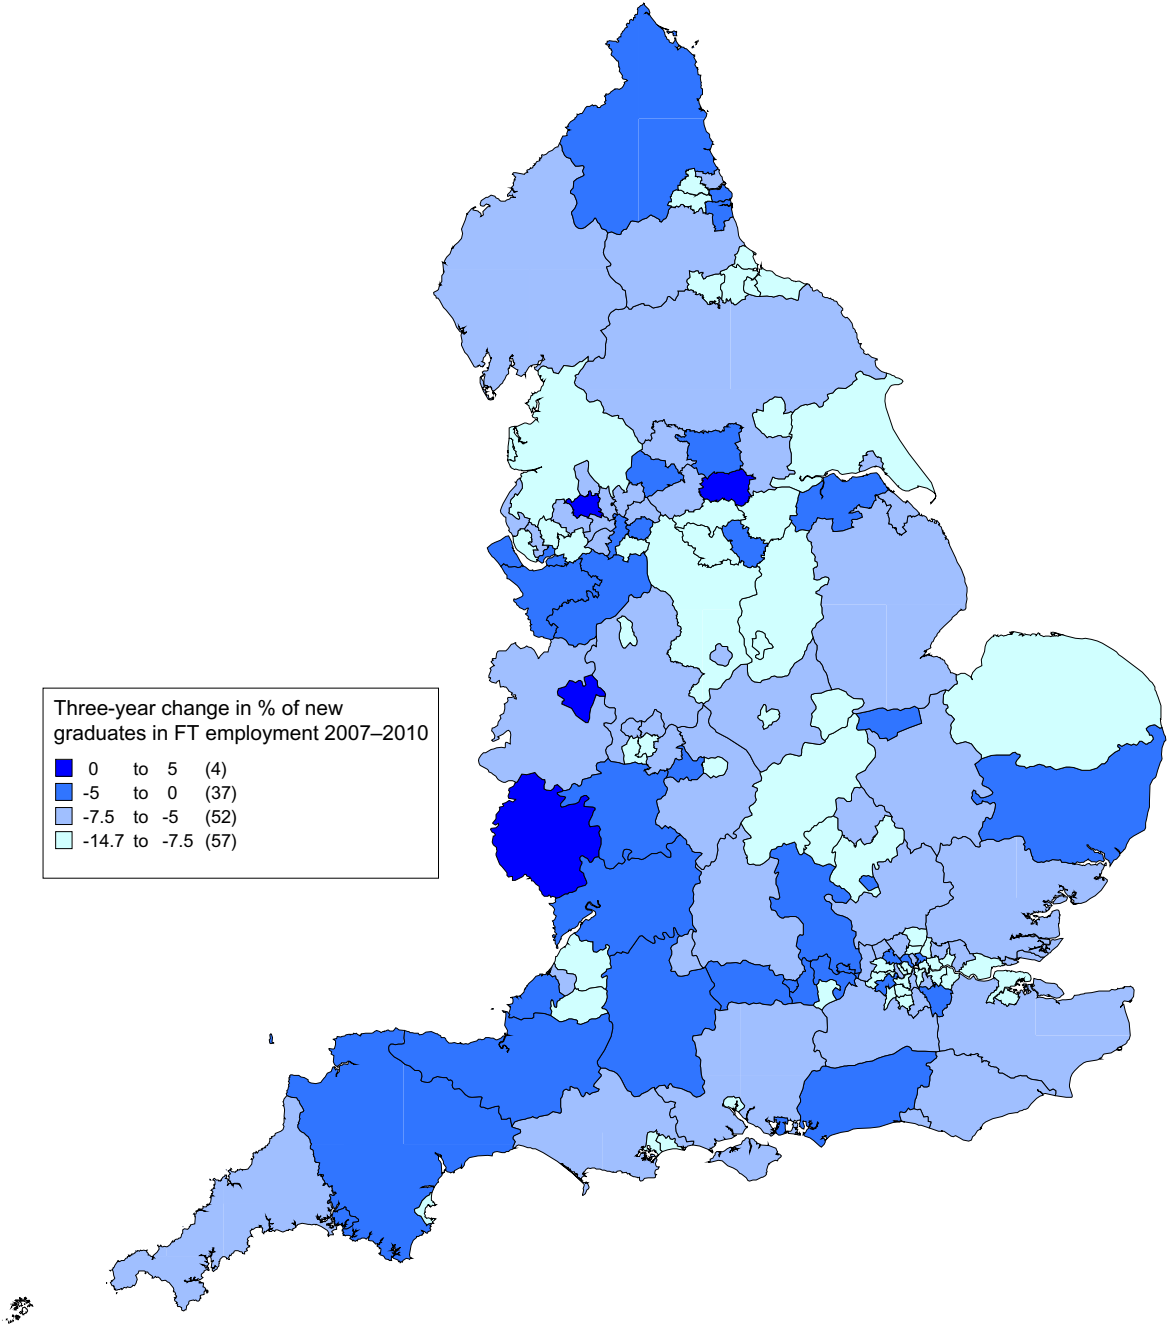 Three-year change in % of new
graduates in FT employment 2007–2010
0 to 5 (4)
-5 to 0 (37)
-7.5 to -5 (52)
-14.7 to -7.5 (57)